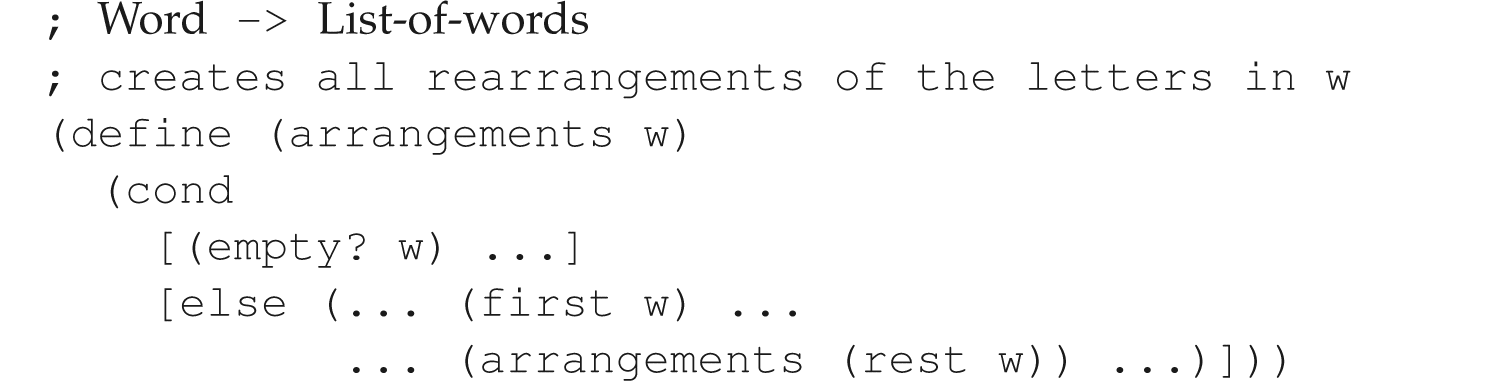 ; Word -> List-of-words
; creates all rearrangements of the letters in w
(define (arrangements w)
  (cond
    [(empty? w) ...]
    [else (... (first w) ...
           ... (arrangements (rest w)) ...)]))